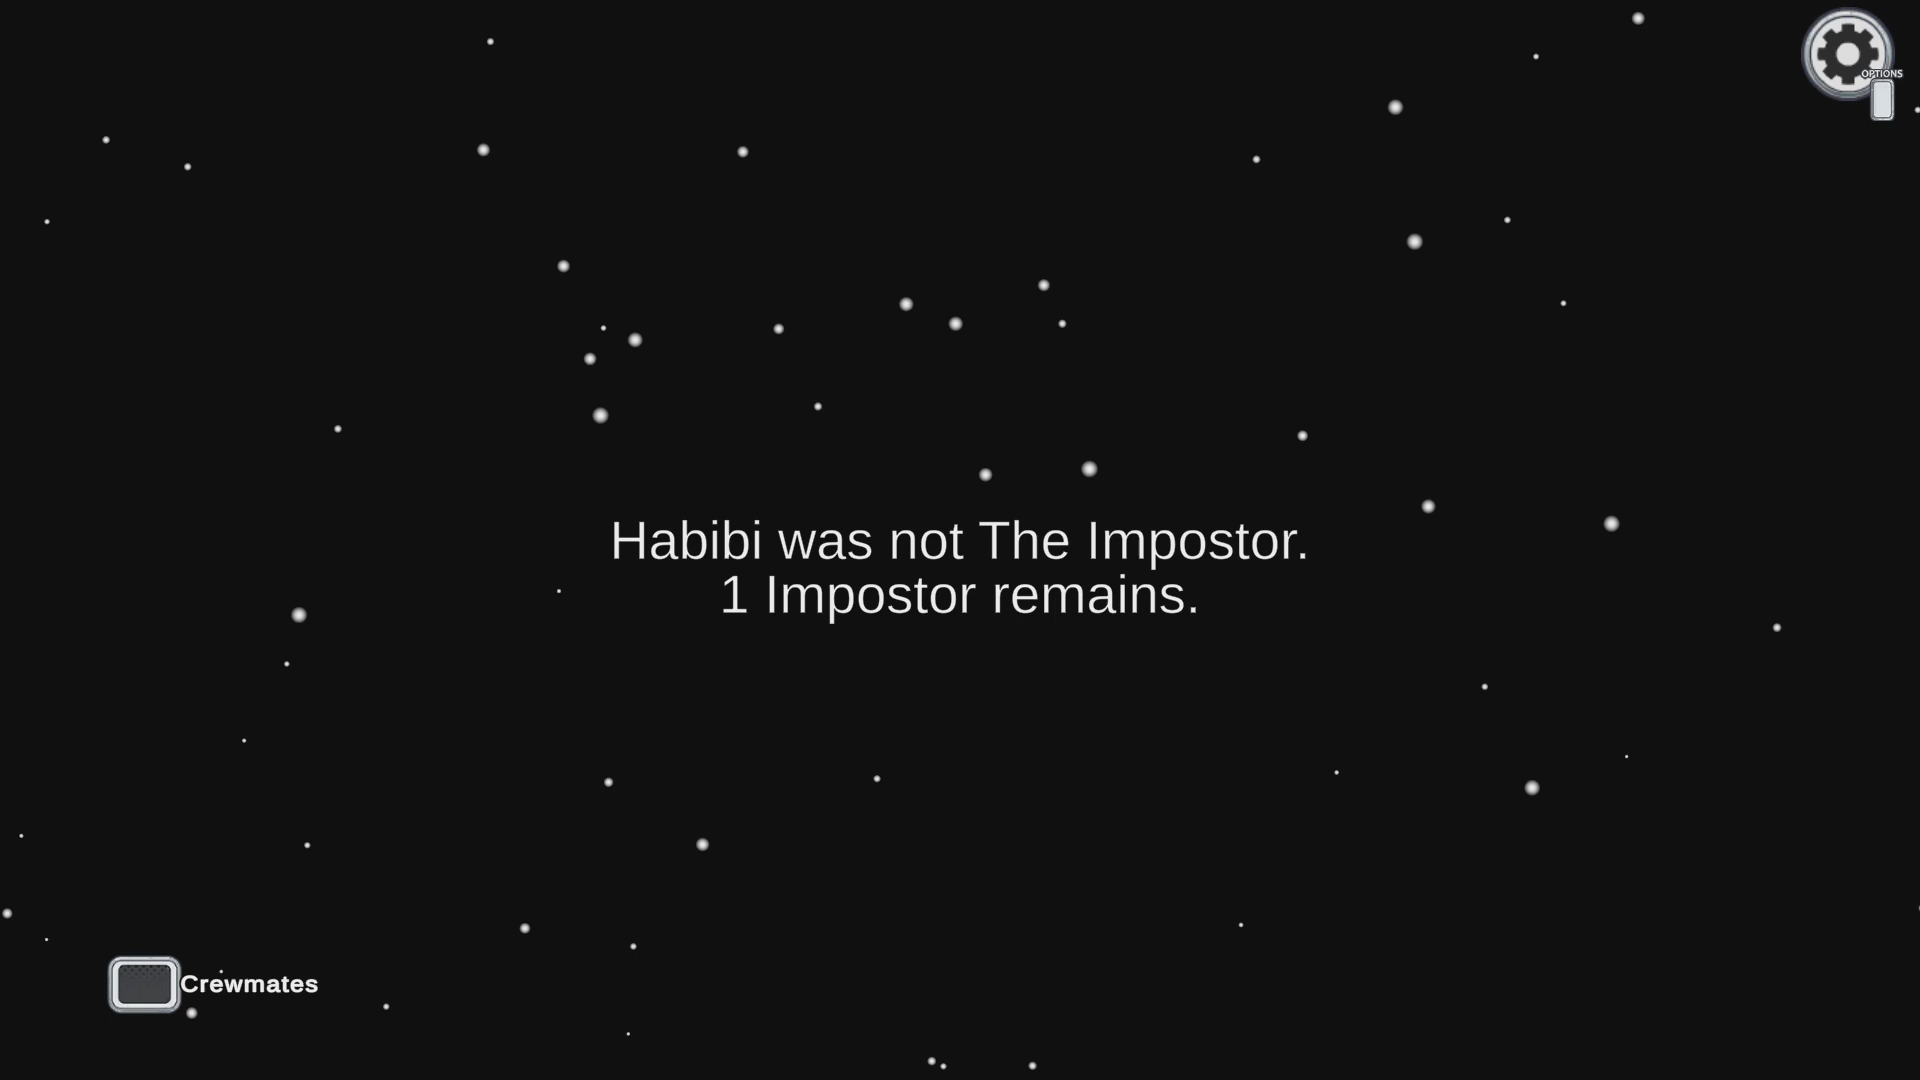 OPTIONS
Habibi was not The Impostor.
1 Impostor remains.
Crewmates